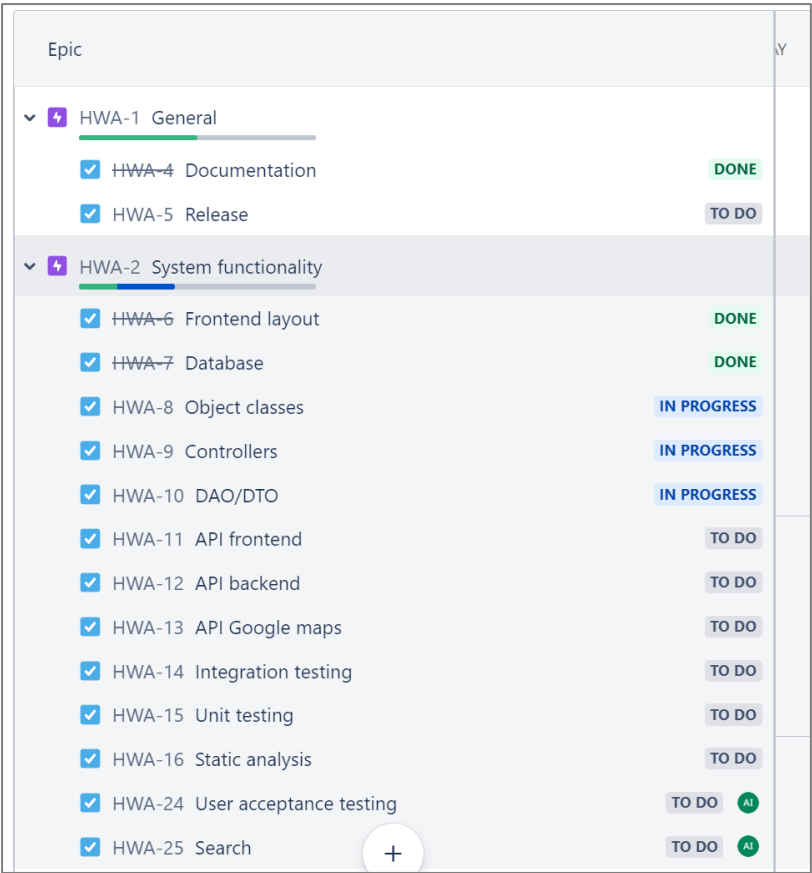 Epic
HWA-1 General
HWA-4 Documentation DONE
HWA-5 Release TO DO
HWA-2 System functionality
HWA-6 Frontend layout DONE
HWA-7 Database DONE
HWA-8 Object classes IN PROGRESS
HWA-9 Controllers IN PROGRESS
HWA-10 DAO/DTO IN PROGRESS
HWA-11 API frontend TO DO
HWA-12 API backend TO DO
HWA-13 API Google maps TO DO
HWA-14 Integration testing TO DO
HWA-15 Unit testing TO DO
HWA-16 Static analysis TO DO
HWA-24 User acceptance testing TO DO AI
HWA-25 Search TO DO AI
+